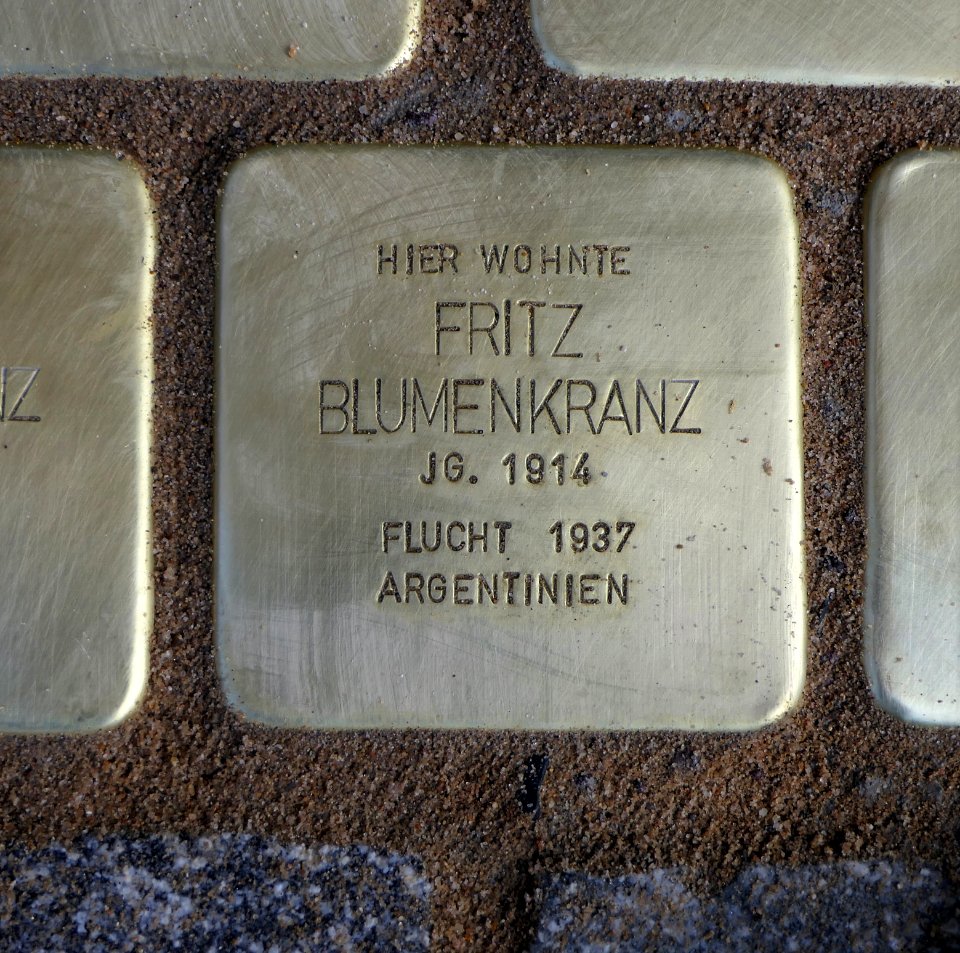 HIER WOHNTE
FRITZ
BLUMENKRANZ
JG. 1914
FLUCHT 1937
ARGENTINIEN